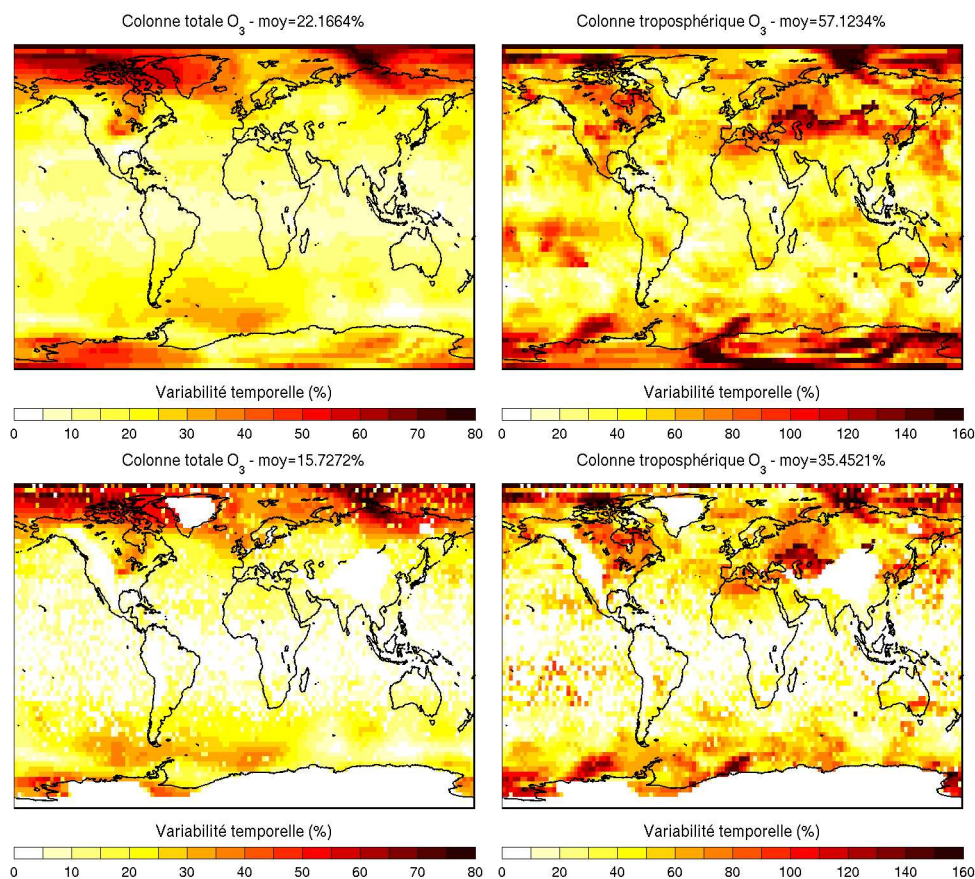 Colonne totale O3 - moy=22.1664%
Colonne troposphérique O3 - moy=57.1234%
Variabilité temporelle (%)
0 10 20 30 40 50 60 70 80
Variabilité temporelle (%)
0 20 40 60 80 100 120 140 160
Colonne totale O3 - moy=15.7272%
Colonne troposphérique O3 - moy=35.4521%
Variabilité temporelle (%)
0 10 20 30 40 50 60 70 80
Variabilité temporelle (%)
0 20 40 60 80 100 120 140 160